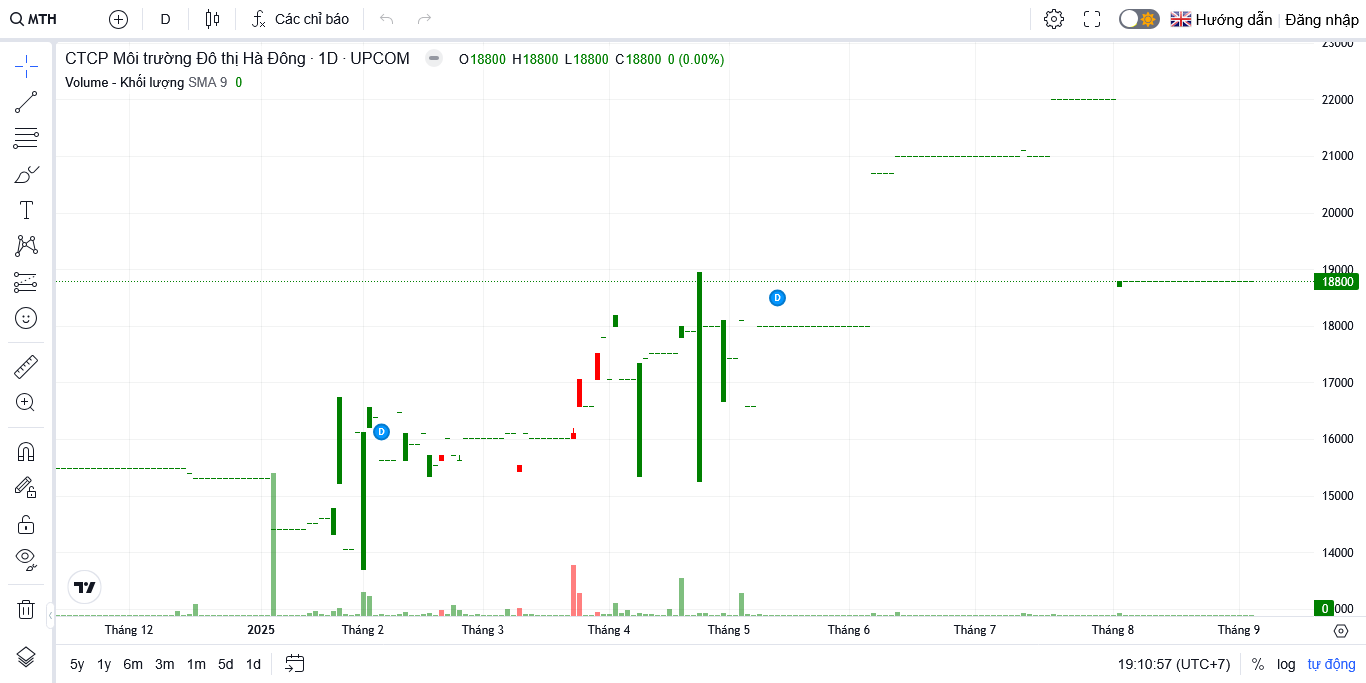 MTH D Các chỉ báo Hướng dẫn Đăng nhập
CTCP Môi trường Đô thị Hà Đông · 1D · UPCOM O18800 H18800 L18800 C18800 0 (0.00%)
Volume - Khối lượng SMA 9 0
23000
22000
21000
20000
19000
18800
18000
17000
16000
15000
14000
0 000
D
D
T
Tháng 12 2025 Tháng 2 Tháng 3 Tháng 4 Tháng 5 Tháng 6 Tháng 7 Tháng 8 Tháng 9
5y 1y 6m 3m 1m 5d 1d 19:10:57 (UTC+7) % log tự động